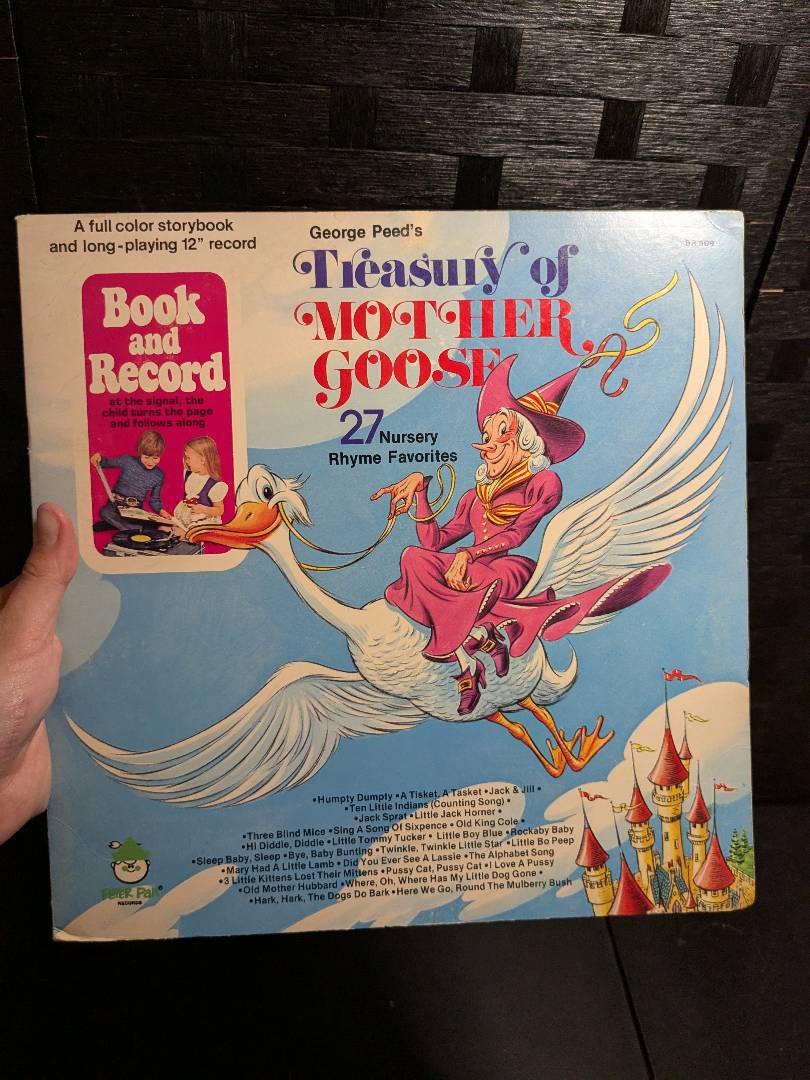 A full color storybook
and long-playing 12" record
George Peed's
BR 509
Treasury of
MOTHER
GOOSE
27 Nursery
Rhyme Favorites
Book
and
Record
at the signal, the
child turns the page
and follows along
•Humpty Dumpty •A Tisket, A Tasket •Jack & Jill •
•Ten Little Indians (Counting Song) •
•Jack Sprat •Little Jack Horner •
•Three Blind Mice •Sing A Song Of Sixpence • Old King Cole •
•Hi Diddle, Diddle •Little Tommy Tucker • Little Boy Blue •Rockaby Baby
•Sleep Baby, Sleep •Bye, Baby Bunting •Twinkle, Twinkle Little Star •Little Bo Peep
•Mary Had A Little Lamb • Did You Ever See A Lassie •The Alphabet Song
•3 Little Kittens Lost Their Mittens •Pussy Cat, Pussy Cat •I Love A Pussy
•Old Mother Hubbard •Where, Oh, Where Has My Little Dog Gone •
•Hark, Hark, The Dogs Do Bark •Here We Go, Round The Mulberry Bush
PETER PAN
RECORDS